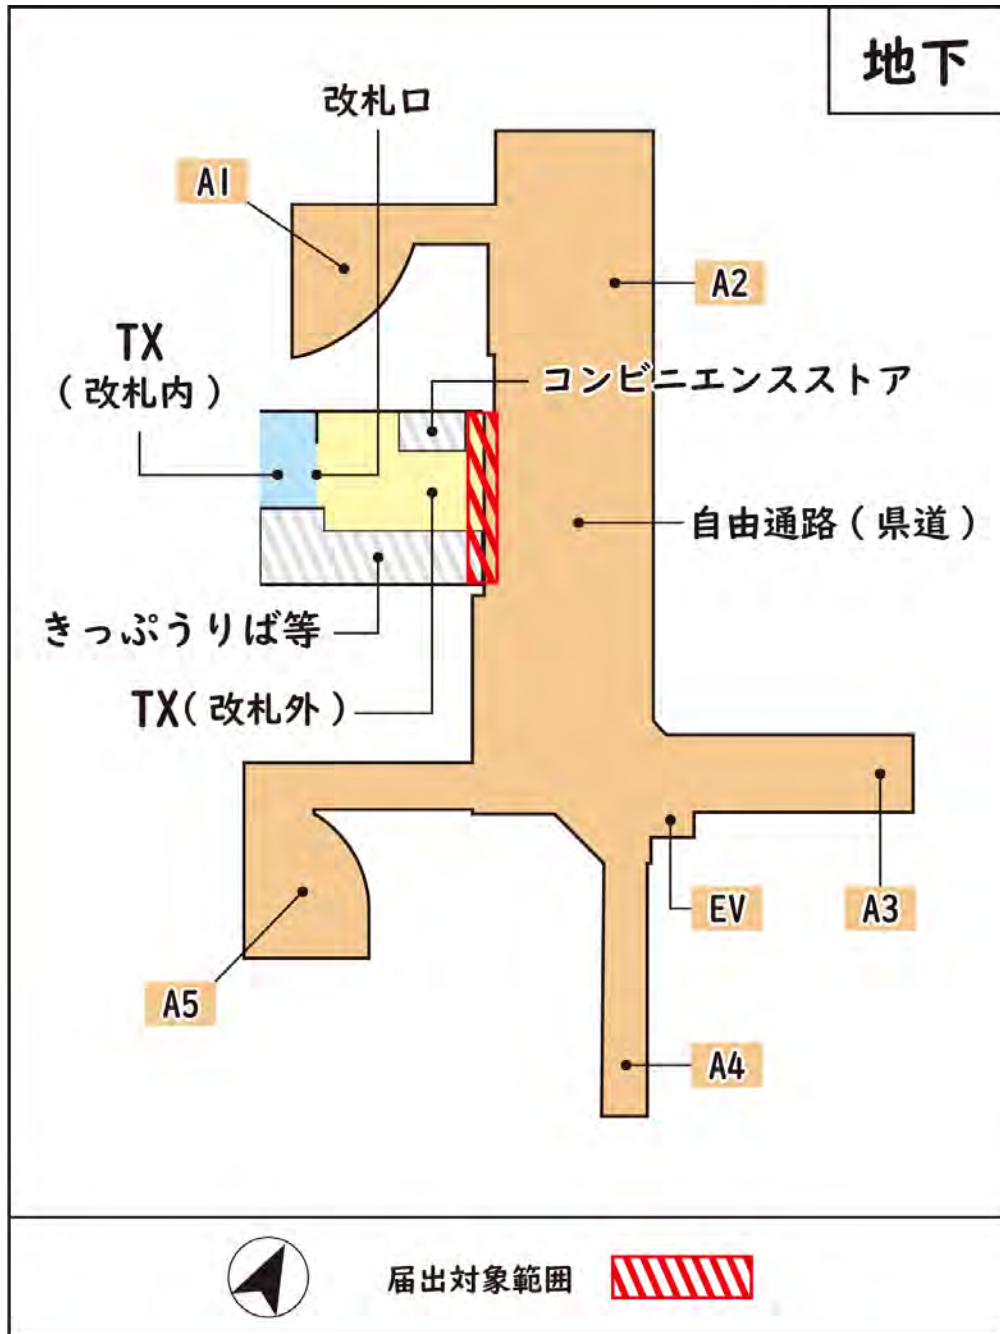 地下
改札口
A1
A2
TX
(改札内)
コンビニエンスストア
自由通路(県道)
きっぷうりば等
TX(改札外)
EV
A3
A5
A4
届出対象範囲